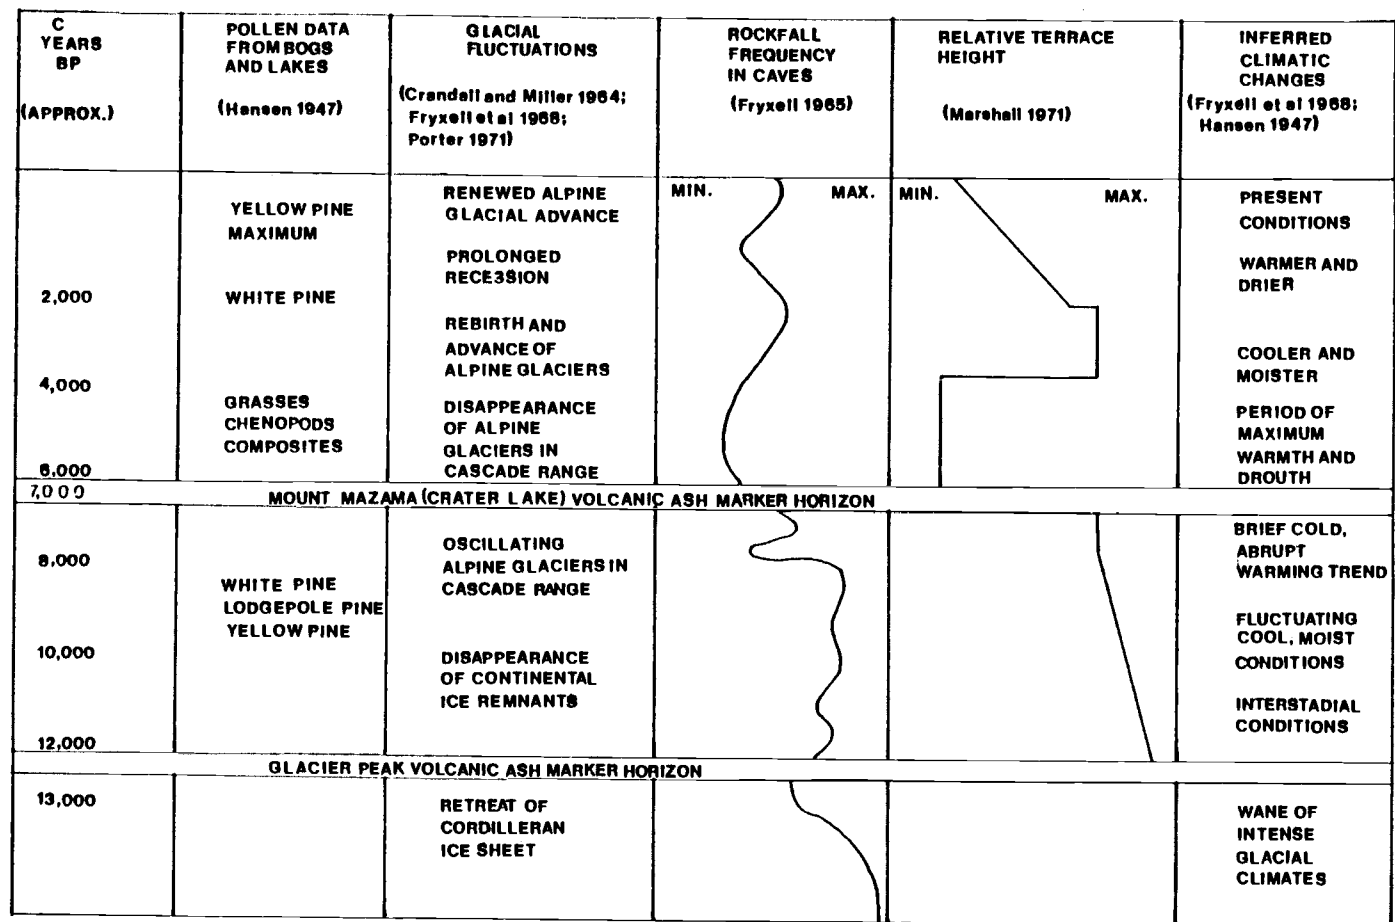 C
YEARS
BP
(APPROX.)
POLLEN DATA
FROM BOGS
AND LAKES
(Hansen 1947)
GLACIAL
FLUCTUATIONS
(Crandall and Miller 1964;
Fryxell et al 1968;
Porter 1971)
ROCKFALL
FREQUENCY
IN CAVES
(Fryxell 1965)
RELATIVE TERRACE
HEIGHT
(Marshall 1971)
INFERRED
CLIMATIC
CHANGES
(Fryxell et al 1968;
Hansen 1947)
2,000
4,000
6,000
YELLOW PINE
MAXIMUM
WHITE PINE
GRASSES
CHENOPODS
COMPOSITES
RENEWED ALPINE
GLACIAL ADVANCE
PROLONGED
RECE3SION
REBIRTH AND
ADVANCE OF
ALPINE GLACIERS
DISAPPEARANCE
OF ALPINE
GLACIERS IN
CASCADE RANGE
MIN. MAX.
MIN. MAX.
PRESENT
CONDITIONS
WARMER AND
DRIER
COOLER AND
MOISTER
PERIOD OF
MAXIMUM
WARMTH AND
DROUTH
7,000
MOUNT MAZAMA (CRATER LAKE) VOLCANIC ASH MARKER HORIZON
8,000
10,000
12,000
WHITE PINE
LODGEPOLE PINE
YELLOW PINE
OSCILLATING
ALPINE GLACIERS IN
CASCADE RANGE
DISAPPEARANCE
OF CONTINENTAL
ICE REMNANTS
BRIEF COLD,
ABRUPT
WARMING TREND
FLUCTUATING
COOL, MOIST
CONDITIONS
INTERSTADIAL
CONDITIONS
GLACIER PEAK VOLCANIC ASH MARKER HORIZON
13,000
RETREAT OF
CORDILLERAN
ICE SHEET
WANE OF
INTENSE
GLACIAL
CLIMATES